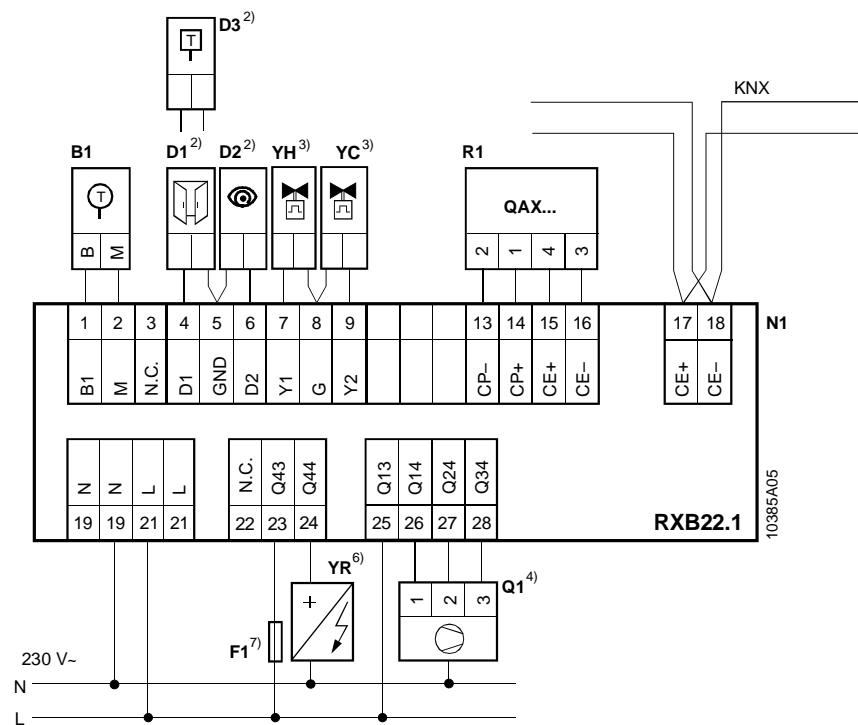 D3 2)
T
KNX
B1
D1 2)
D2 2)
YH 3)
YC 3)
R1
T
QAX...
B M
2 1 4 3
1 2 3 4 5 6 7 8 9 13 14 15 16 17 18
N1
B1 M N.C. D1 GND D2 Y1 G Y2 CP– CP+ CE+ CE– CE+ CE–
N N L L N.C. Q43 Q44 Q13 Q14 Q24 Q34
19 19 21 21 22 23 24 25 26 27 28
RXB22.1
10385A05
YR 6)
Q1 4)
1 2 3
+
F1 7)
230 V~
N
L